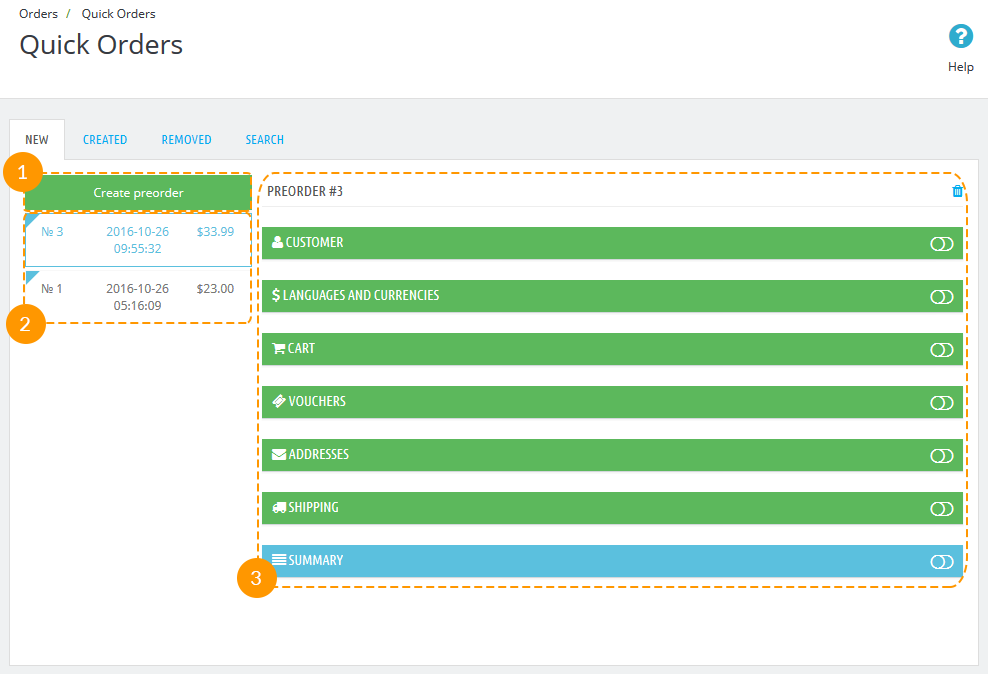 Orders / Quick Orders
Quick Orders
Help
NEW CREATED REMOVED SEARCH
1
Create preorder
№ 3 2016-10-26 $33.99
09:55:32
№ 1 2016-10-26 $23.00
05:16:09
2
PREORDER #3
CUSTOMER
$ LANGUAGES AND CURRENCIES
CART
VOUCHERS
ADDRESSES
SHIPPING
SUMMARY
3